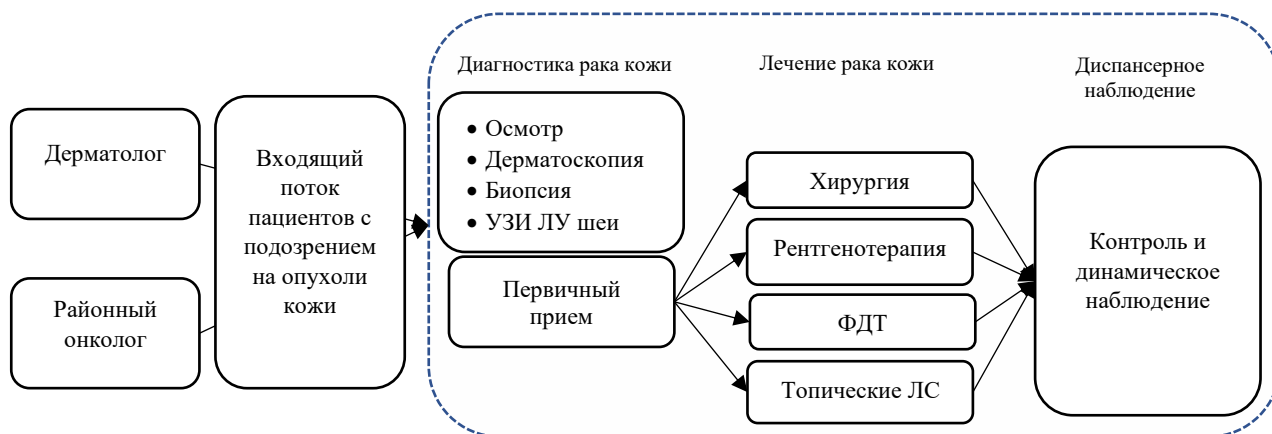 Дерматолог
Районный
онколог
Входящий
поток
пациентов с
подозрением
на опухоли
кожи
Диагностика рака кожи
• Осмотр
• Дерматоскопия
• Биопсия
• УЗИ ЛУ шеи
Первичный
прием
Лечение рака кожи
Хирургия
Рентгенотерапия
ФДТ
Топические ЛС
Диспансерное
наблюдение
Контроль и
динамическое
наблюдение